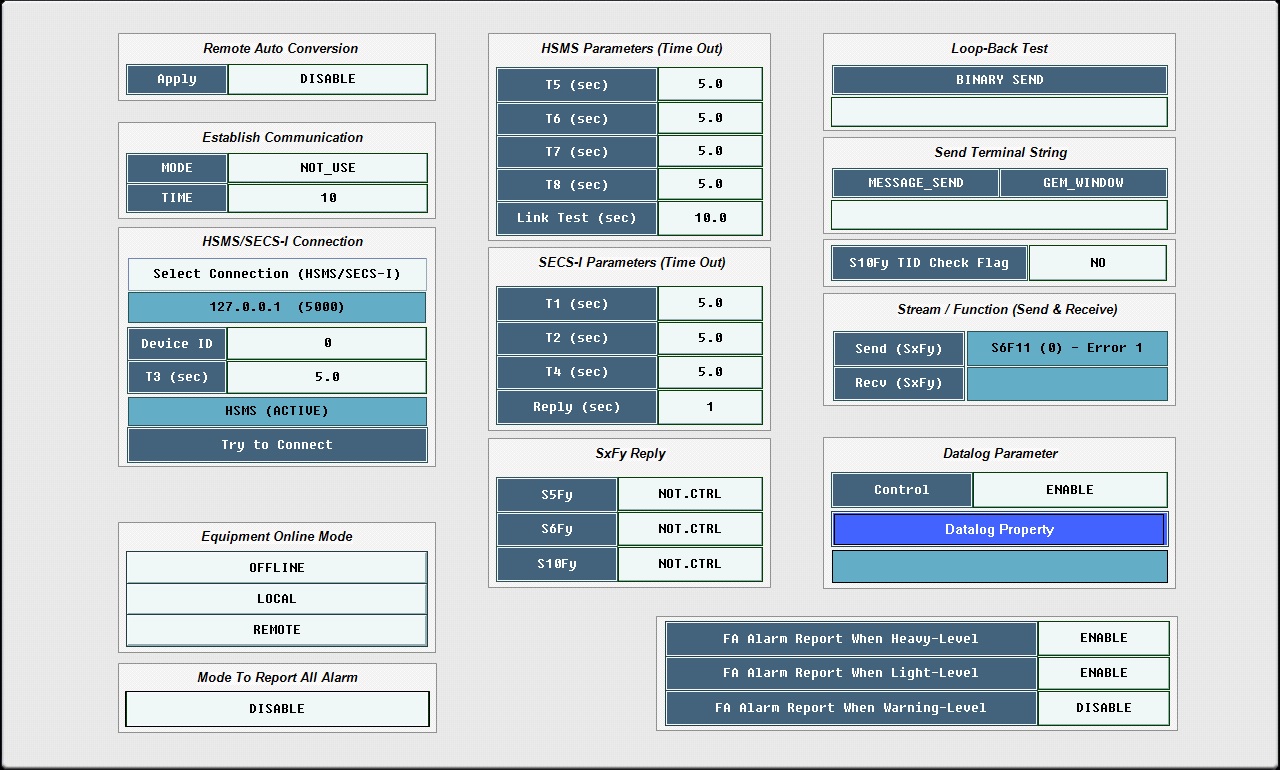 Remote Auto Conversion
Apply DISABLE
Establish Communication
MODE NOT_USE
TIME 10
HSMS/SECS-I Connection
Select Connection (HSMS/SECS-I)
127.0.0.1 (5000)
Device ID 0
T3 (sec) 5.0
HSMS (ACTIVE)
Try to Connect
Equipment Online Mode
OFFLINE
LOCAL
REMOTE
Mode To Report All Alarm
DISABLE
HSMS Parameters (Time Out)
T5 (sec) 5.0
T6 (sec) 5.0
T7 (sec) 5.0
T8 (sec) 5.0
Link Test (sec) 10.0
SECS-I Parameters (Time Out)
T1 (sec) 5.0
T2 (sec) 5.0
T4 (sec) 5.0
Reply (sec) 1
SxFy Reply
S5Fy NOT.CTRL
S6Fy NOT.CTRL
S10Fy NOT.CTRL
Loop-Back Test
BINARY SEND
Send Terminal String
MESSAGE_SEND GEM_WINDOW
S10Fy TID Check Flag NO
Stream / Function (Send & Receive)
Send (SxFy) S6F11 (0) - Error 1
Recv (SxFy)
Datalog Parameter
Control ENABLE
Datalog Property
FA Alarm Report When Heavy-Level ENABLE
FA Alarm Report When Light-Level ENABLE
FA Alarm Report When Warning-Level DISABLE